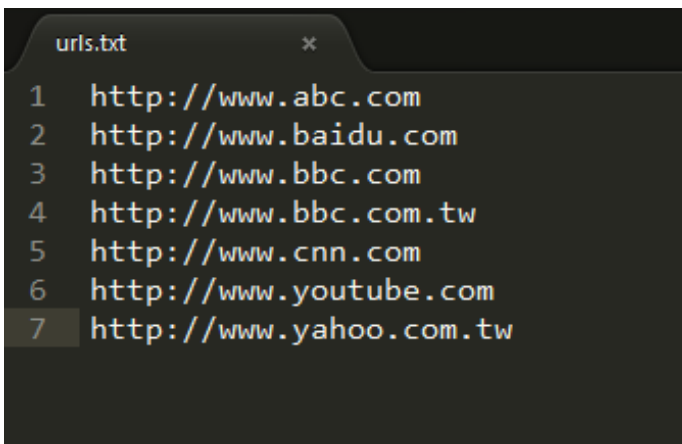 urls.txt ×
1 http://www.abc.com
2 http://www.baidu.com
3 http://www.bbc.com
4 http://www.bbc.com.tw
5 http://www.cnn.com
6 http://www.youtube.com
7 http://www.yahoo.com.tw